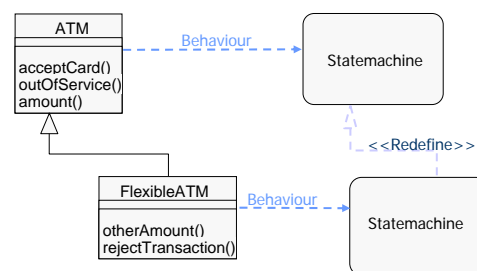 ATM
acceptCard()
outOfService()
amount()
Behaviour
Statemachine
<<Redefine>>
FlexibleATM
otherAmount()
rejectTransaction()
Behaviour
Statemachine